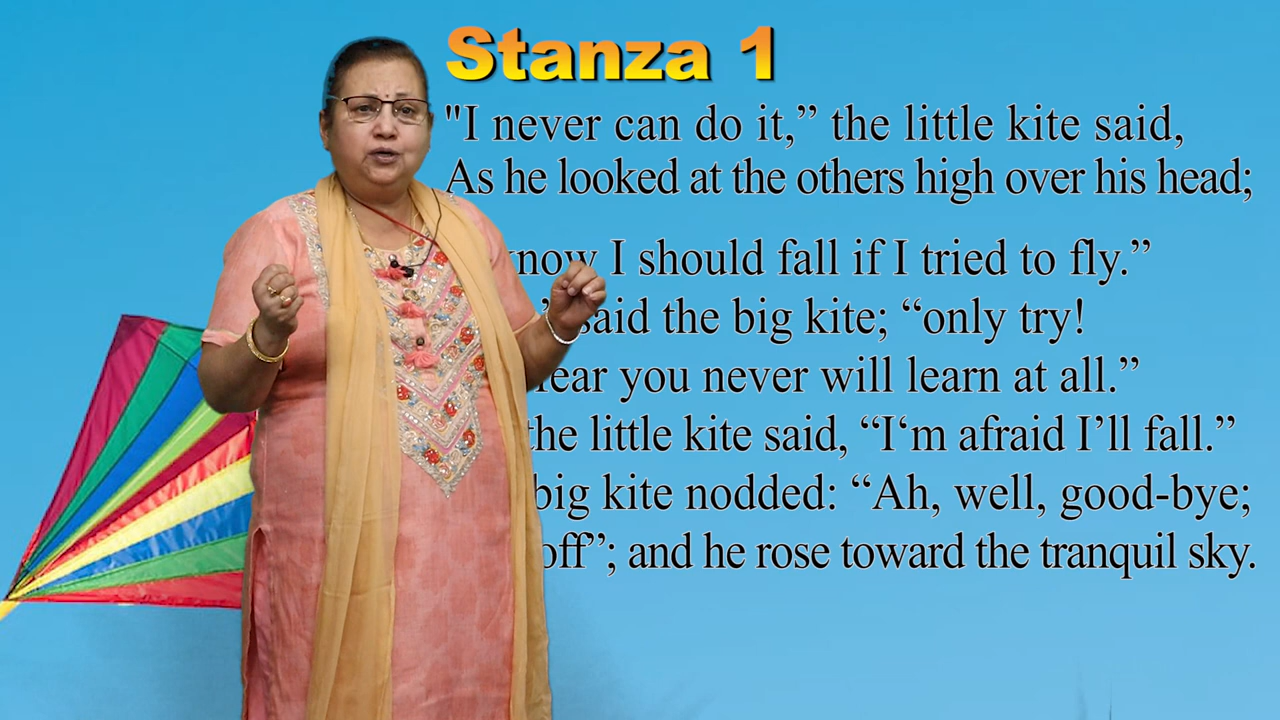 Stanza 1
"I never can do it,” the little kite said,
As he looked at the others high over his head;
know I should fall if I tried to fly.”
said the big kite; “only try!
fear you never will learn at all.”
the little kite said, “I‘m afraid I’ll fall.”
big kite nodded: “Ah, well, good-bye;
off”; and he rose toward the tranquil sky.